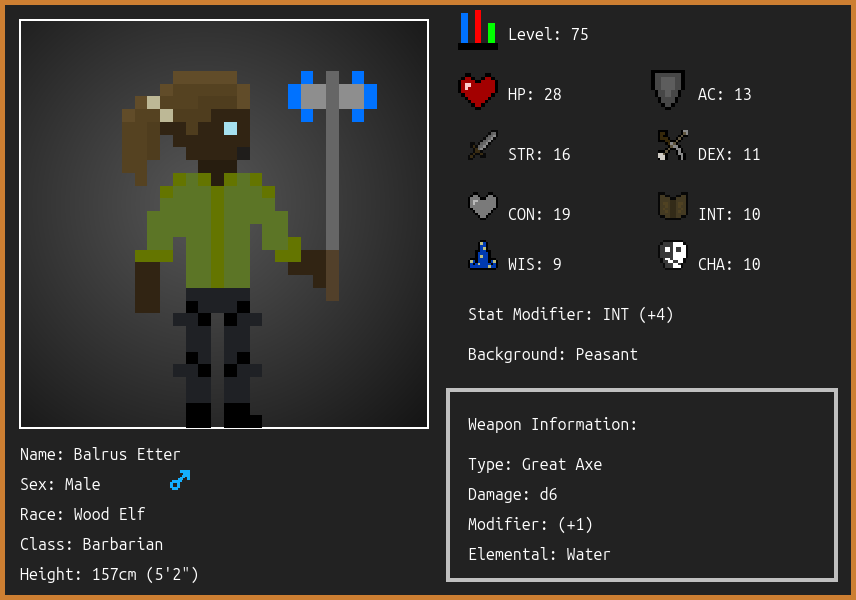 Level: 75
HP: 28
AC: 13
STR: 16
DEX: 11
CON: 19
INT: 10
WIS: 9
CHA: 10
Stat Modifier: INT (+4)
Background: Peasant
Weapon Information:
Type: Great Axe
Damage: d6
Modifier: (+1)
Elemental: Water
Name: Balrus Etter
Sex: Male
Race: Wood Elf
Class: Barbarian
Height: 157cm (5'2")